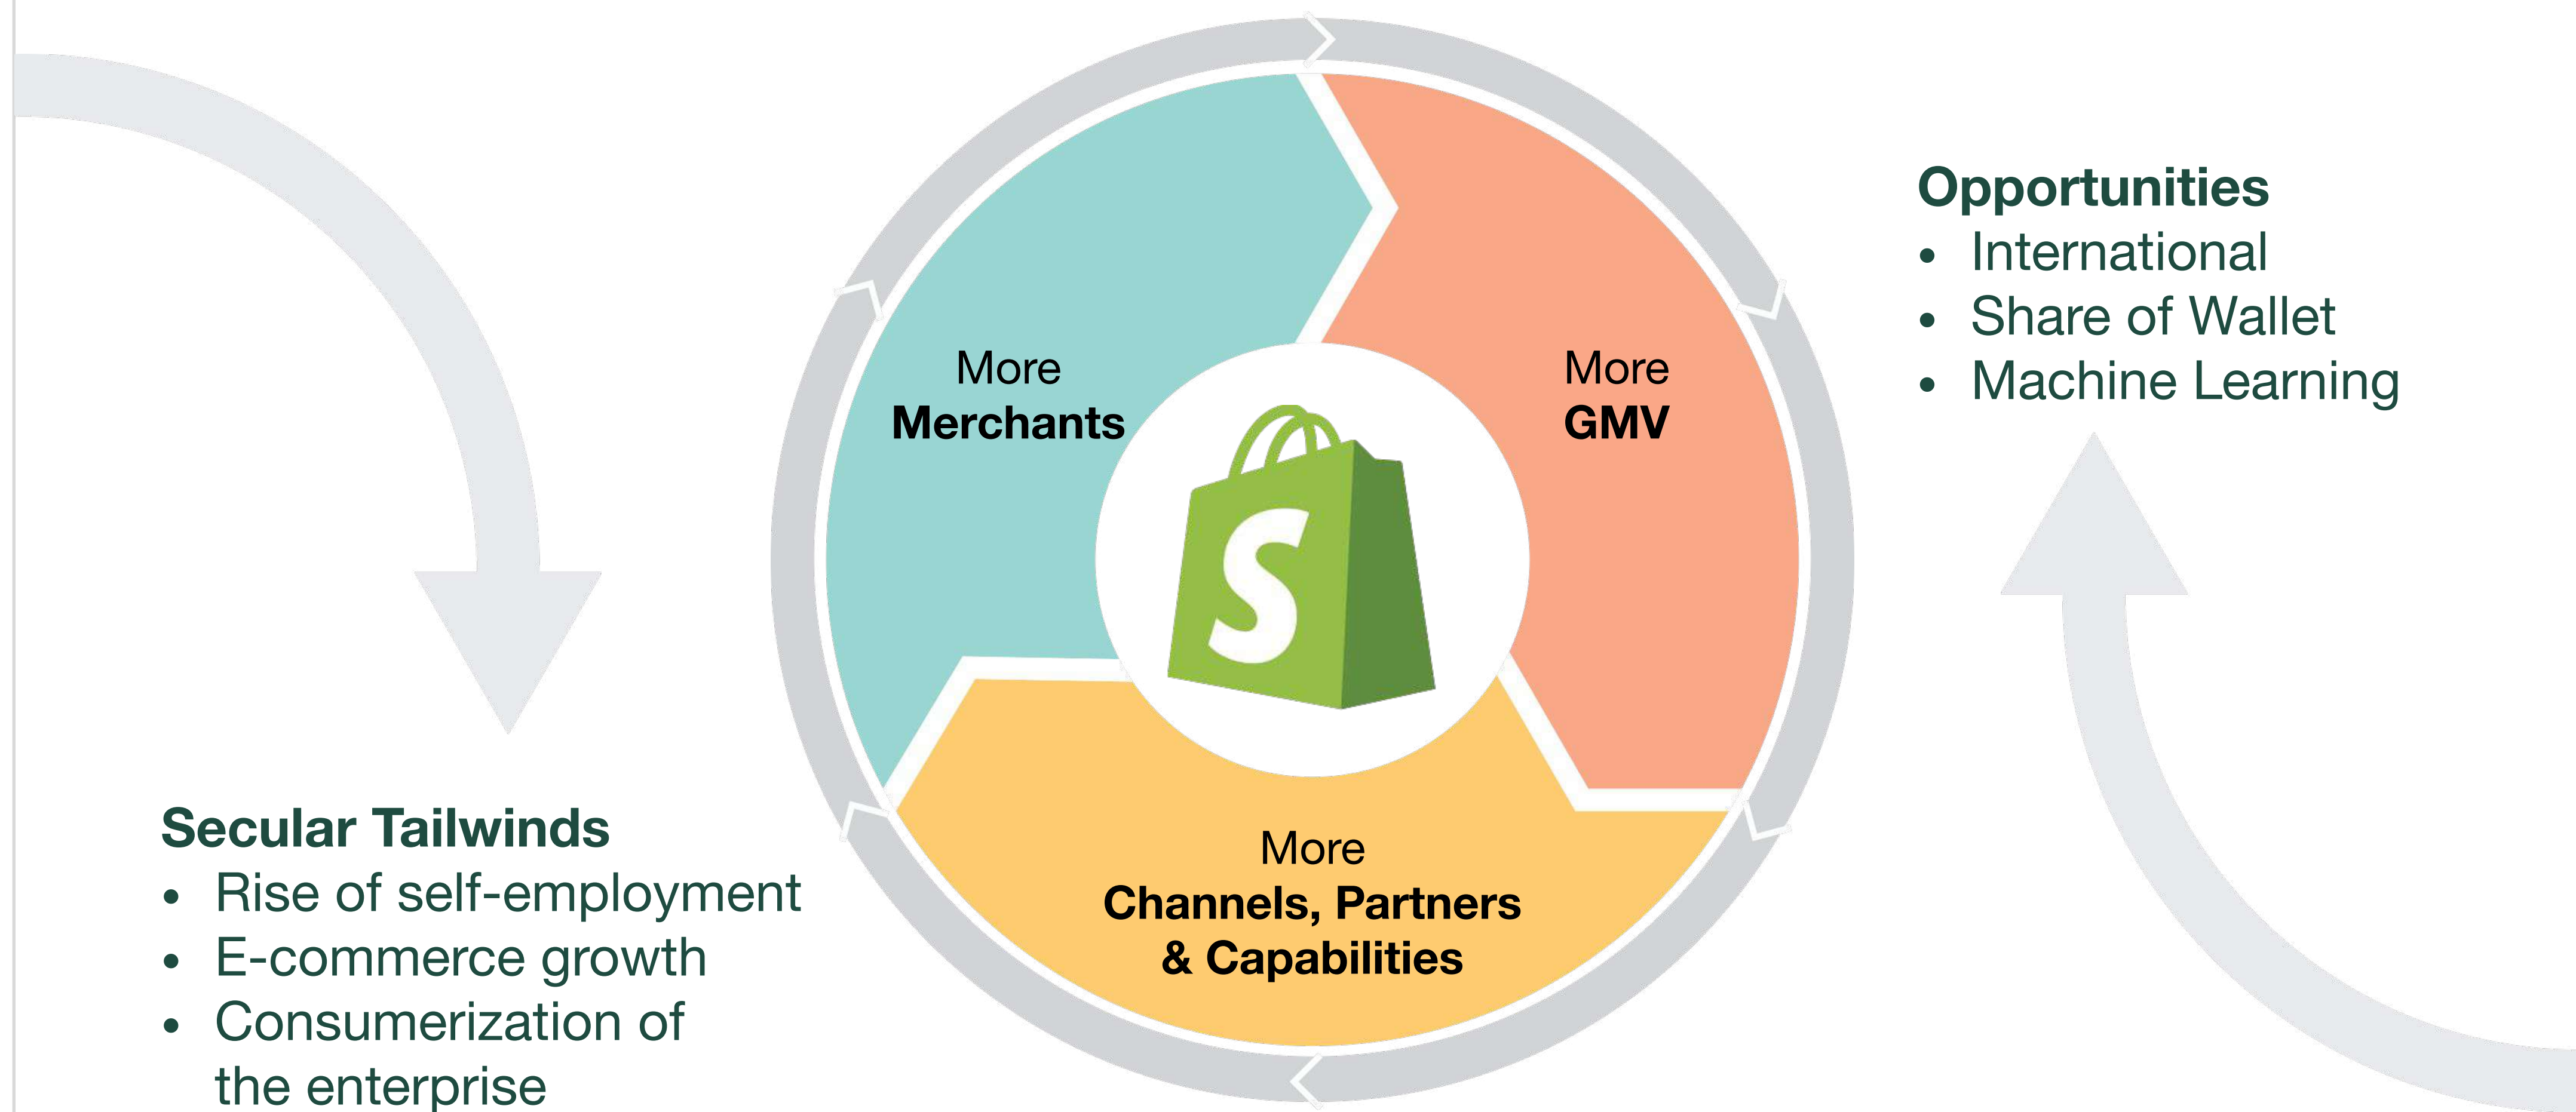 Secular Tailwinds
• Rise of self-employment
• E-commerce growth
• Consumerization of
the enterprise
More
Merchants
More
GMV
More
Channels, Partners
& Capabilities
S
Opportunities
• International
• Share of Wallet
• Machine Learning